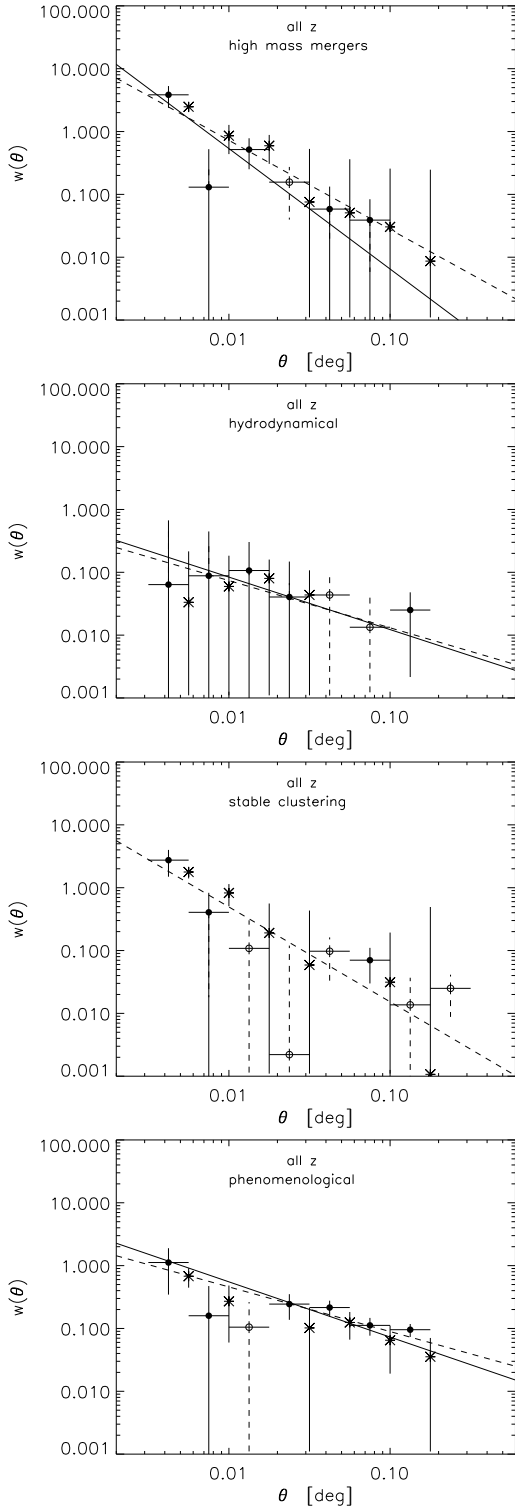 all z
high mass mergers
100.000
10.000
1.000
0.100
0.010
0.001
w(θ)
0.01 0.10
θ [deg]
all z
hydrodynamical
100.000
10.000
1.000
0.100
0.010
0.001
w(θ)
0.01 0.10
θ [deg]
all z
stable clustering
100.000
10.000
1.000
0.100
0.010
0.001
w(θ)
0.01 0.10
θ [deg]
all z
phenomenological
100.000
10.000
1.000
0.100
0.010
0.001
w(θ)
0.01 0.10
θ [deg]